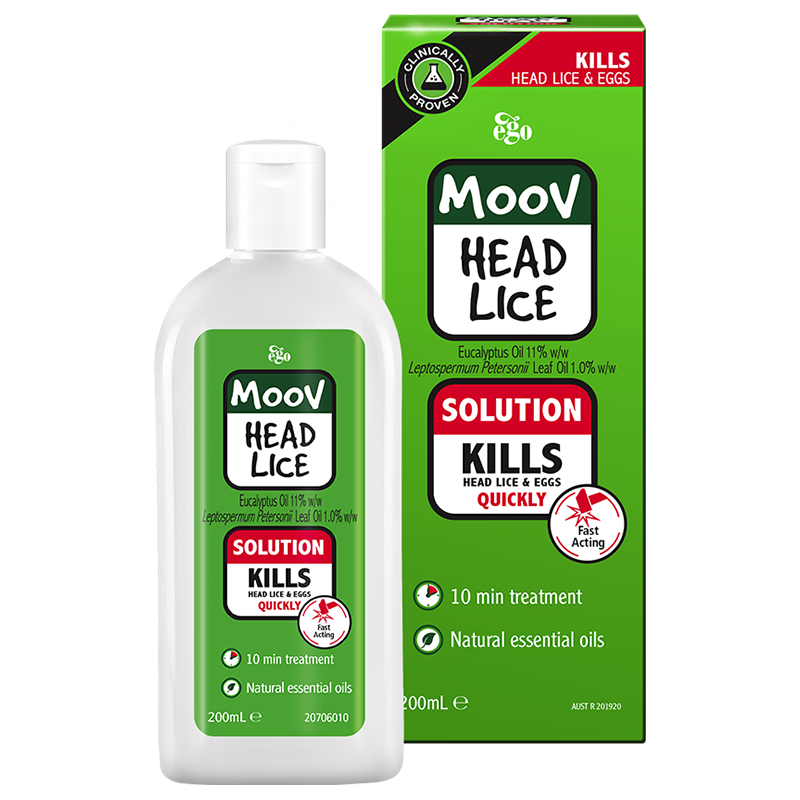 ego
MOOV
HEAD
LICE
Eucalyptus Oil 11% w/w
Leptospermum Petersonii Leaf Oil 1.0% w/w
SOLUTION
KILLS
HEAD LICE & EGGS
QUICKLY
Fast
Acting
10 min treatment
Natural essential oils
200mL ℮
20706010
CLINICALLY
PROVEN
KILLS
HEAD LICE & EGGS
ego
MOOV
HEAD
LICE
Eucalyptus Oil 11% w/w
Leptospermum Petersonii Leaf Oil 1.0% w/w
SOLUTION
KILLS
HEAD LICE & EGGS
QUICKLY
Fast
Acting
10 min treatment
Natural essential oils
200mL ℮
AUST R 201920